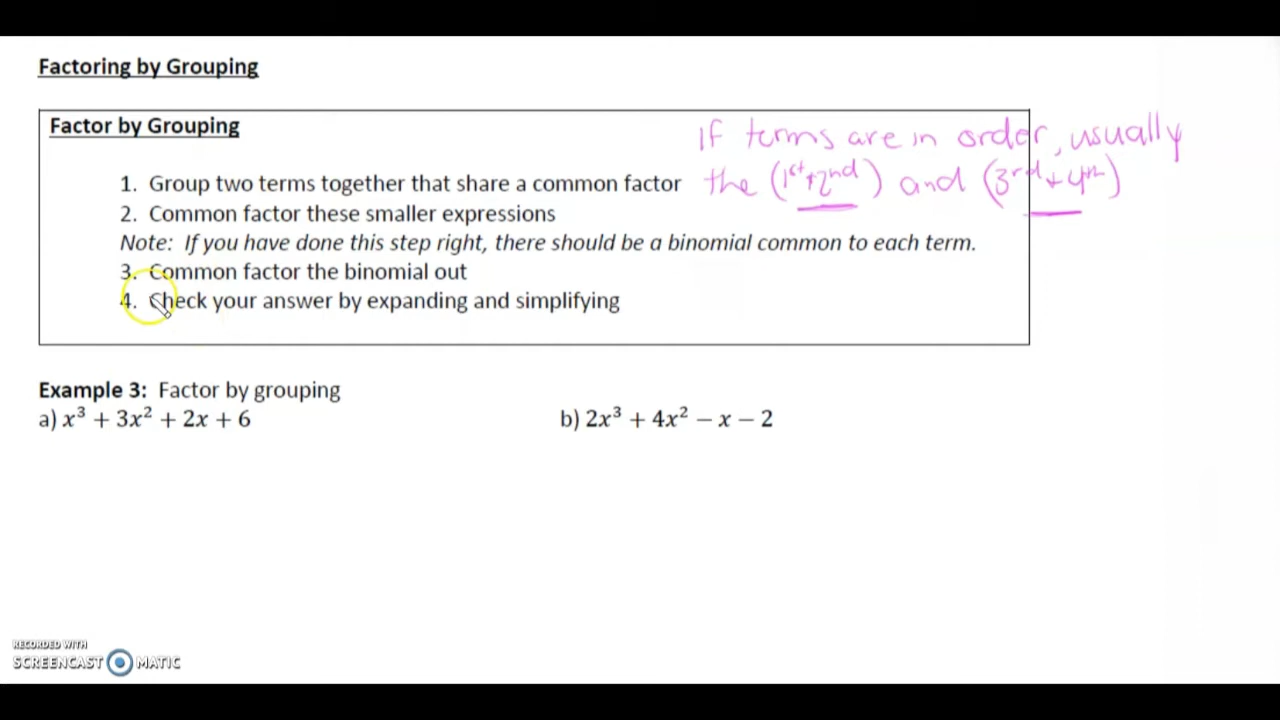 Factoring by Grouping
Factor by Grouping
If terms are in order, usually
the (1st+2nd) and (3rd+4th)
1. Group two terms together that share a common factor
2. Common factor these smaller expressions
Note: If you have done this step right, there should be a binomial common to each term.
3. Common factor the binomial out
4. Check your answer by expanding and simplifying
Example 3: Factor by grouping
a) x³ + 3x² + 2x + 6
b) 2x³ + 4x² − x − 2
RECORDED WITH
SCREENCAST MATIC